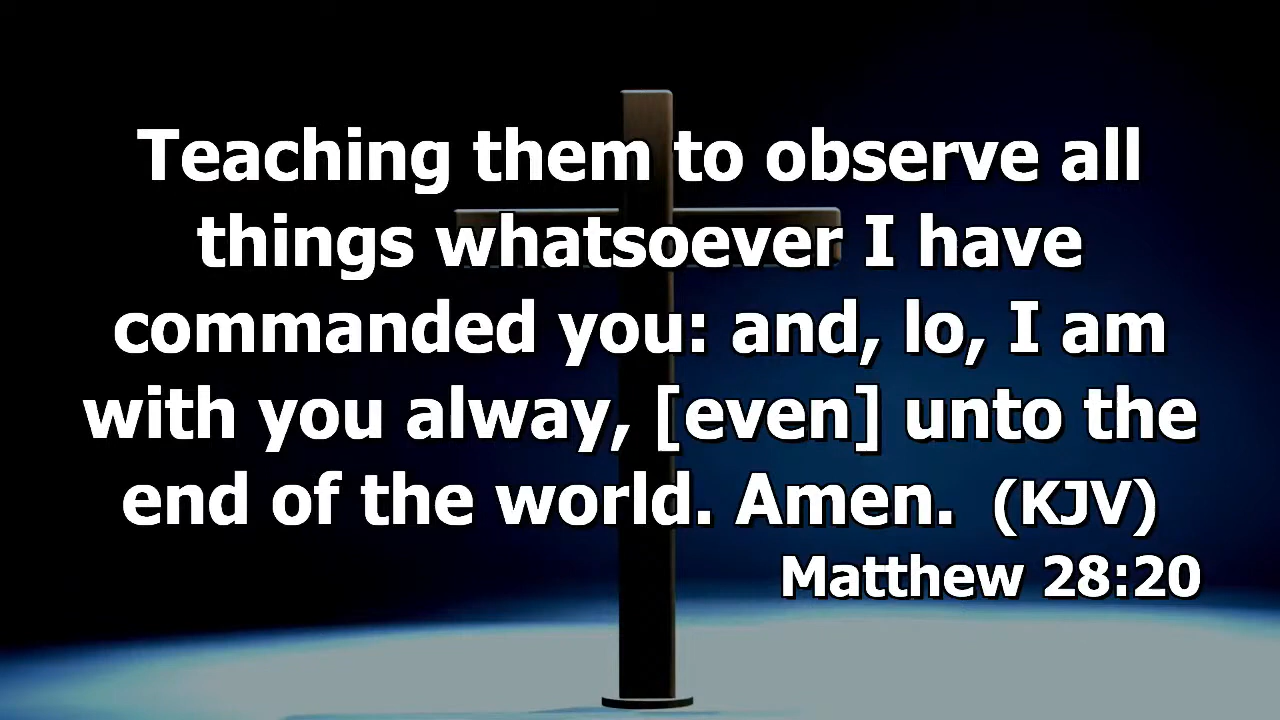 Teaching them to observe all
things whatsoever I have
commanded you: and, lo, I am
with you alway, [even] unto the
end of the world. Amen. (KJV)
Matthew 28:20